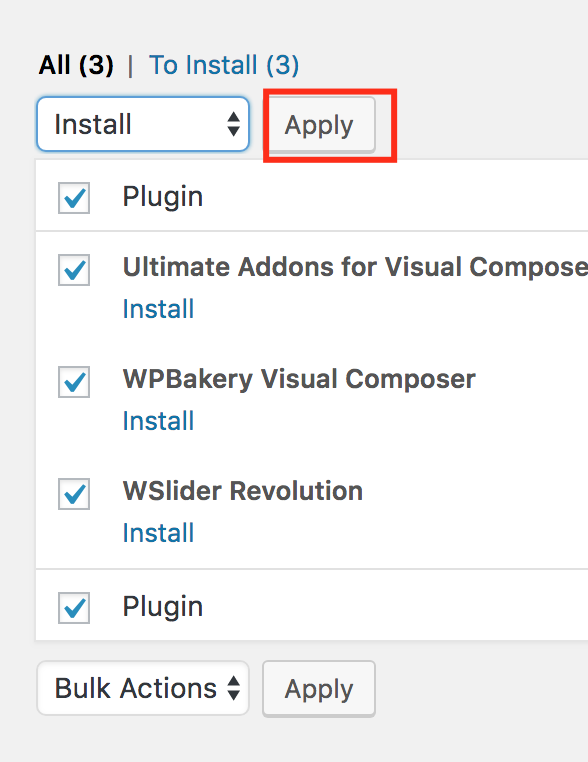 All (3) | To Install (3)
Install Apply
Plugin
Ultimate Addons for Visual Compose
Install
WPBakery Visual Composer
Install
WSlider Revolution
Install
Plugin
Bulk Actions Apply